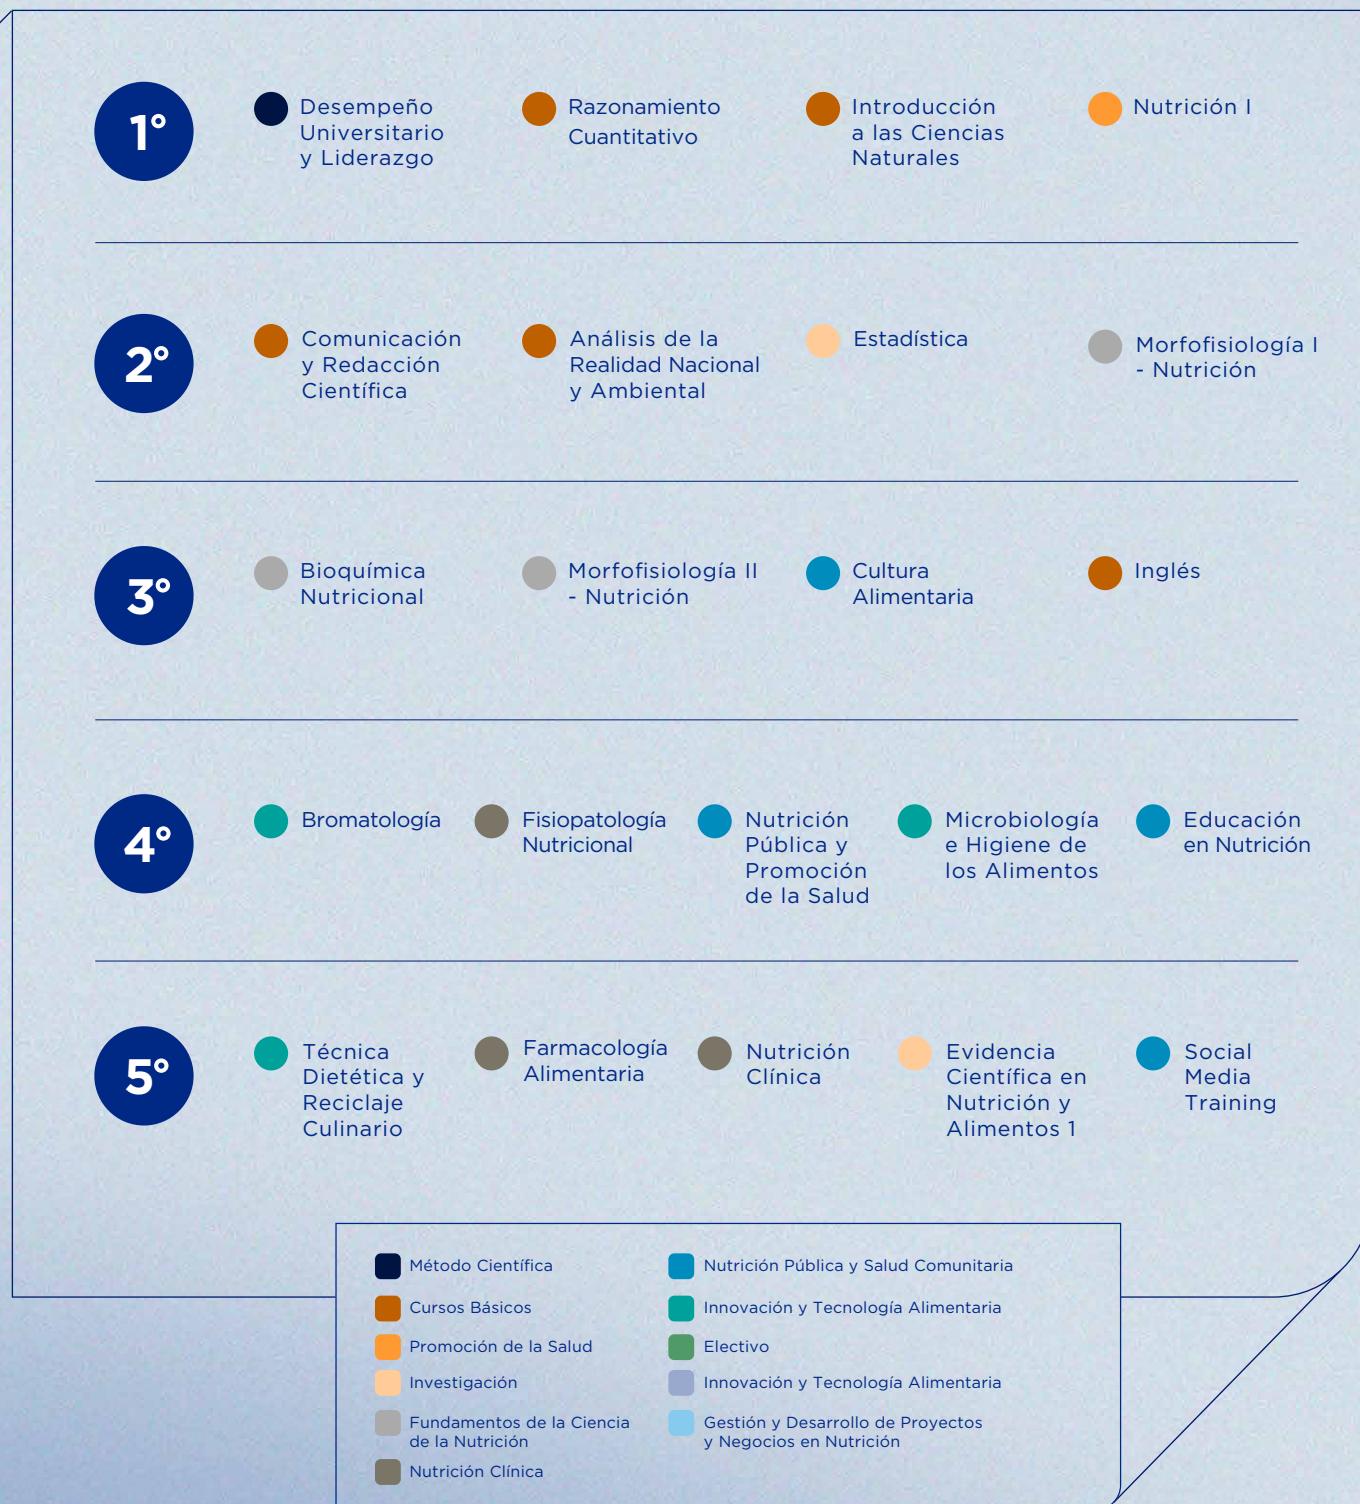 1°
Desempeño
Universitario
y Liderazgo
Razonamiento
Cuantitativo
Introducción
a las Ciencias
Naturales
Nutrición I
2°
Comunicación
y Redacción
Científica
Análisis de la
Realidad Nacional
y Ambiental
Estadística
Morfofisiología I
- Nutrición
3°
Bioquímica
Nutricional
Morfofisiología II
- Nutrición
Cultura
Alimentaria
Inglés
4°
Bromatología
Fisiopatología
Nutricional
Nutrición
Pública y
Promoción
de la Salud
Microbiología
e Higiene de
los Alimentos
Educación
en Nutrición
5°
Técnica
Dietética y
Reciclaje
Culinario
Farmacología
Alimentaria
Nutrición
Clínica
Evidencia
Científica en
Nutrición y
Alimentos 1
Social
Media
Training
Método Científica
Cursos Básicos
Promoción de la Salud
Investigación
Fundamentos de la Ciencia
de la Nutrición
Nutrición Clínica
Nutrición Pública y Salud Comunitaria
Innovación y Tecnología Alimentaria
Electivo
Innovación y Tecnología Alimentaria
Gestión y Desarrollo de Proyectos
y Negocios en Nutrición